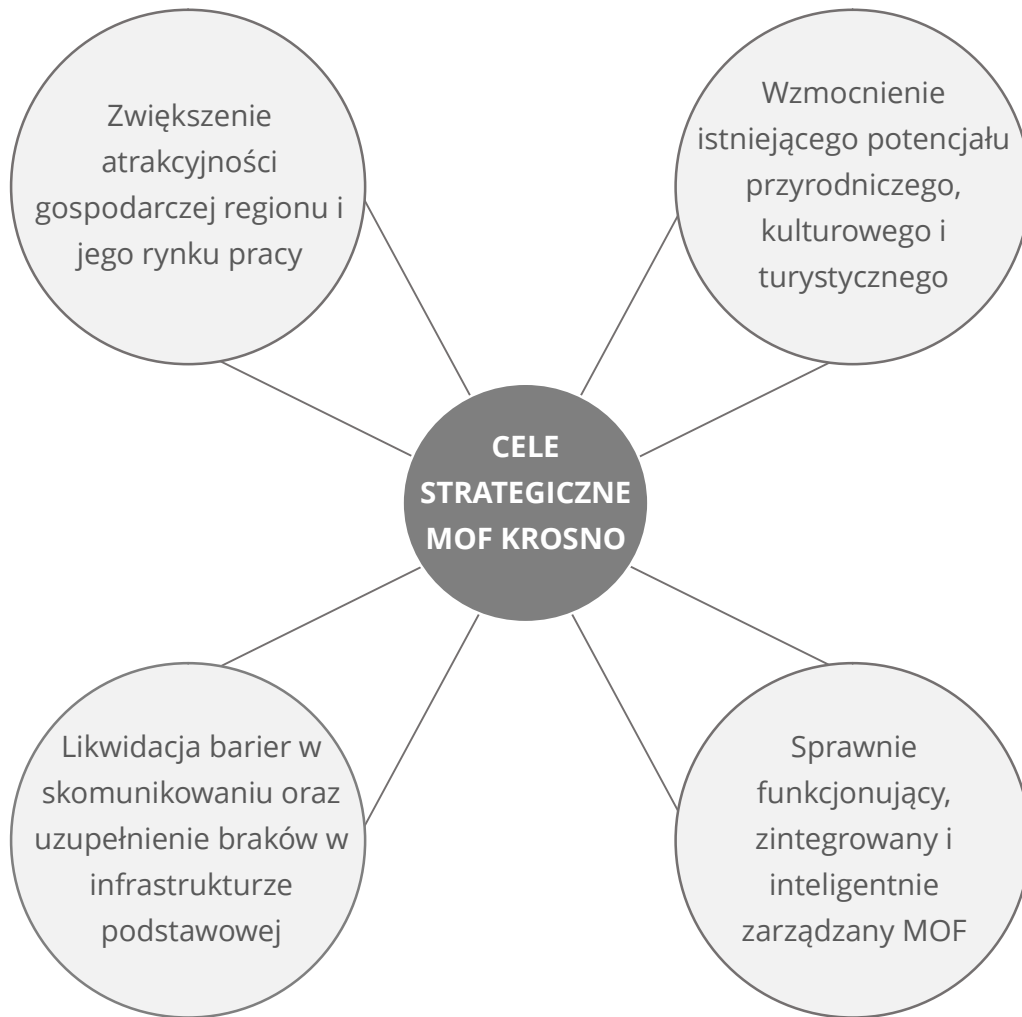 Zwiększenie
atrakcyjności
gospodarczej regionu i
jego rynku pracy
Wzmocnienie
istniejącego potencjału
przyrodniczego,
kulturowego i
turystycznego
CELE
STRATEGICZNE
MOF KROSNO
Likwidacja barier w
skomunikowaniu oraz
uzupełnienie braków w
infrastrukturze
podstawowej
Sprawnie
funkcjonujący,
zintegrowany i
inteligentnie
zarządzany MOF